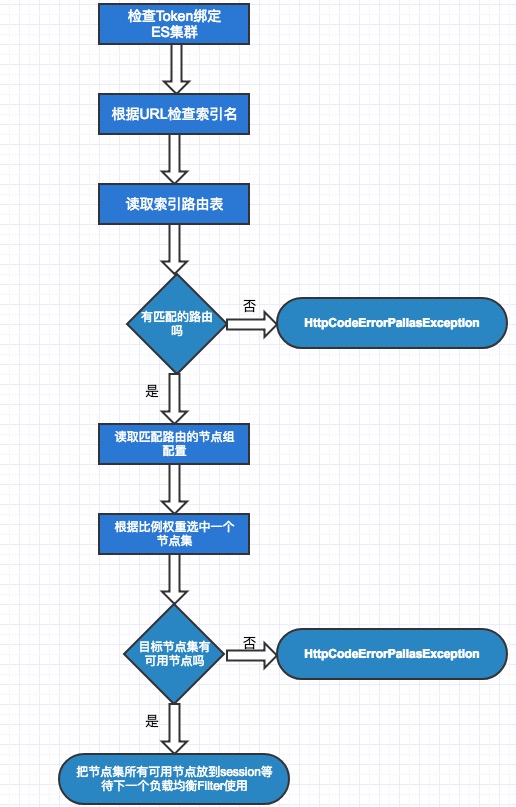 检查Token绑定
ES集群
根据URL检查索引名
读取索引路由表
有匹配的路由
吗
否
HttpCodeErrorPallasException
是
读取匹配路由的节点组
配置
根据比例权重选中一个
节点集
目标节点集有
可用节点吗
否
HttpCodeErrorPallasException
是
把节点集所有可用节点放到session等
待下一个负载均衡Filter使用